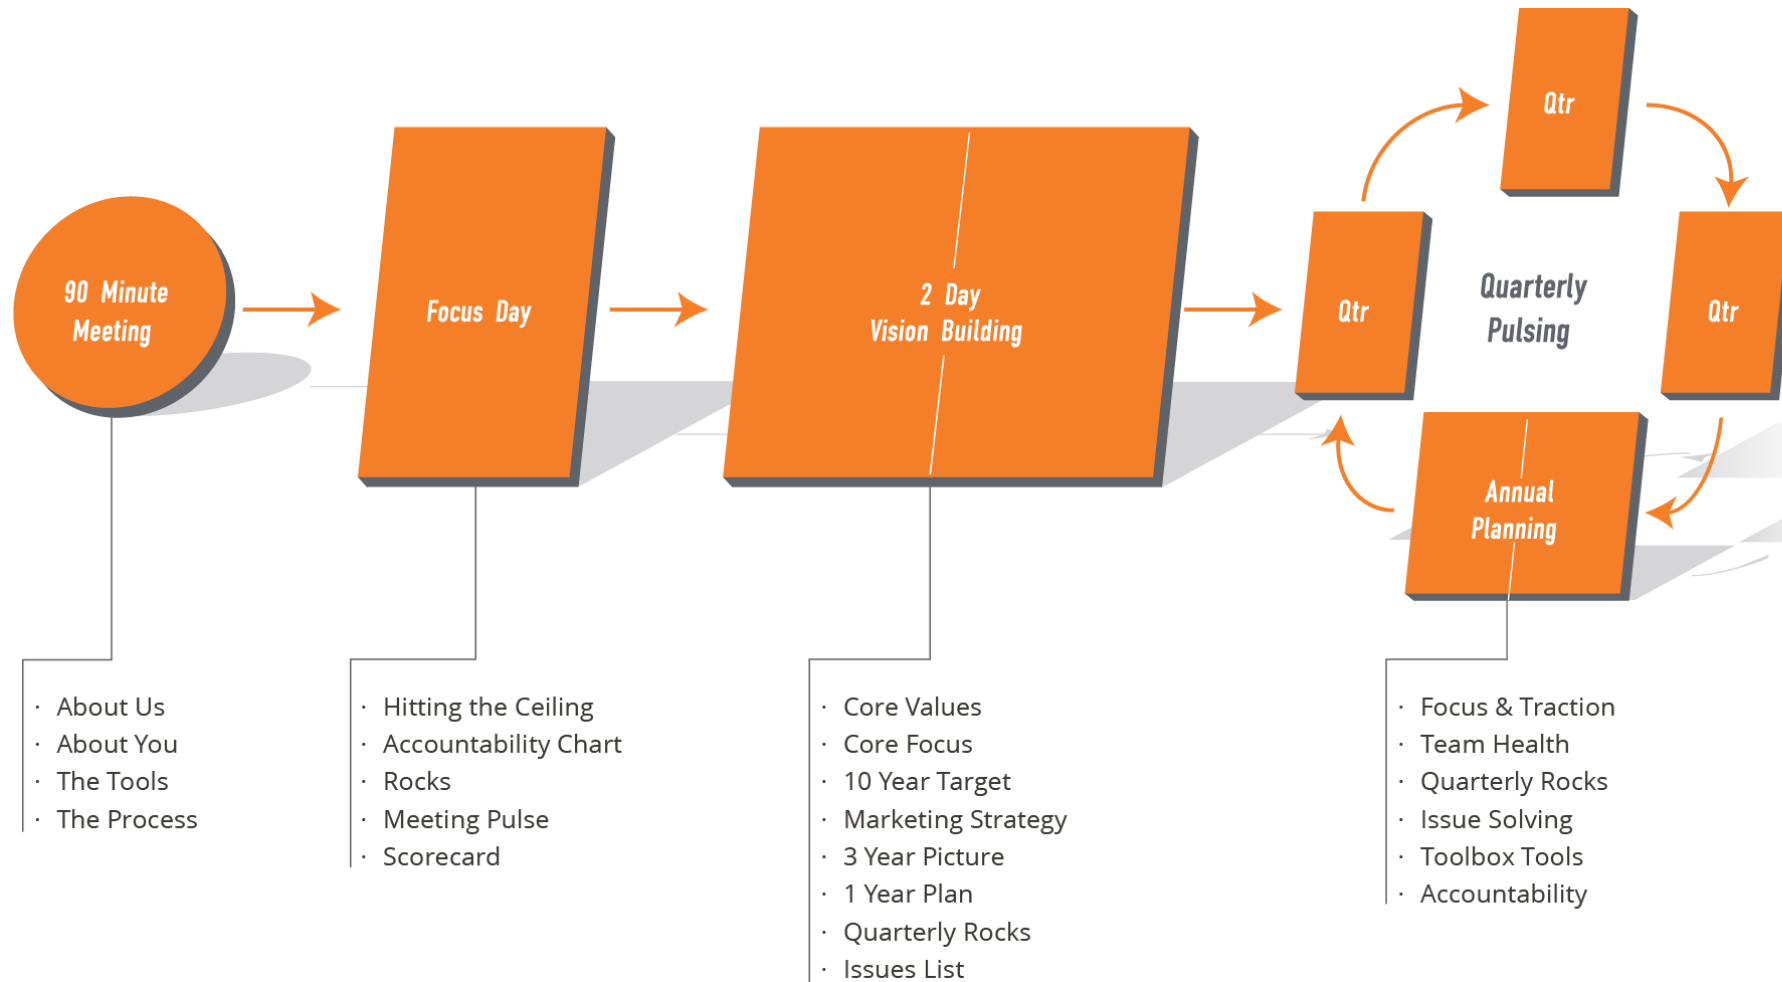 90 Minute
Meeting
Focus Day
2 Day
Vision Building
Qtr
Qtr
Qtr
Quarterly
Pulsing
Annual
Planning
· About Us
· About You
· The Tools
· The Process
· Hitting the Ceiling
· Accountability Chart
· Rocks
· Meeting Pulse
· Scorecard
· Core Values
· Core Focus
· 10 Year Target
· Marketing Strategy
· 3 Year Picture
· 1 Year Plan
· Quarterly Rocks
· Issues List
· Focus & Traction
· Team Health
· Quarterly Rocks
· Issue Solving
· Toolbox Tools
· Accountability